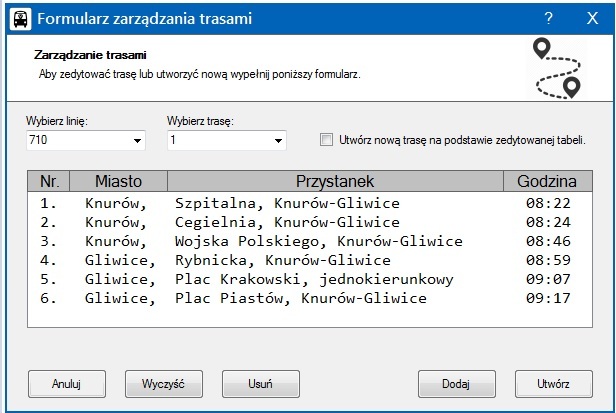 Formularz zarządzania trasami ? X
Zarządzanie trasami
Aby zedytować trasę lub utworzyć nową wypełnij poniższy formularz.
Wybierz linię: Wybierz trasę:
710 1 Utwórz nową trasę na podstawie zedytowanej tabeli.
Nr. Miasto Przystanek Godzina
1. Knurów, Szpitalna, Knurów-Gliwice 08:22
2. Knurów, Cegielnia, Knurów-Gliwice 08:24
3. Knurów, Wojska Polskiego, Knurów-Gliwice 08:46
4. Gliwice, Rybnicka, Knurów-Gliwice 08:59
5. Gliwice, Plac Krakowski, jednokierunkowy 09:07
6. Gliwice, Plac Piastów, Knurów-Gliwice 09:17
Anuluj Wyczyść Usuń Dodaj Utwórz